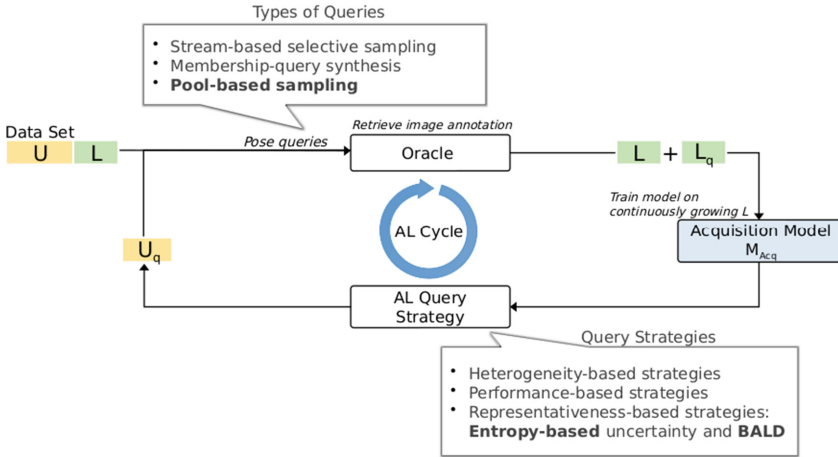 Types of Queries
• Stream-based selective sampling
• Membership-query synthesis
• Pool-based sampling
Data Set
U L
Pose queries
Retrieve image annotation
Oracle
L + Lq
Train model on
continuously growing L
Acquisition Model
MAcq
AL Cycle
Uq
AL Query
Strategy
Query Strategies
• Heterogeneity-based strategies
• Performance-based strategies
• Representativeness-based strategies:
Entropy-based uncertainty and BALD